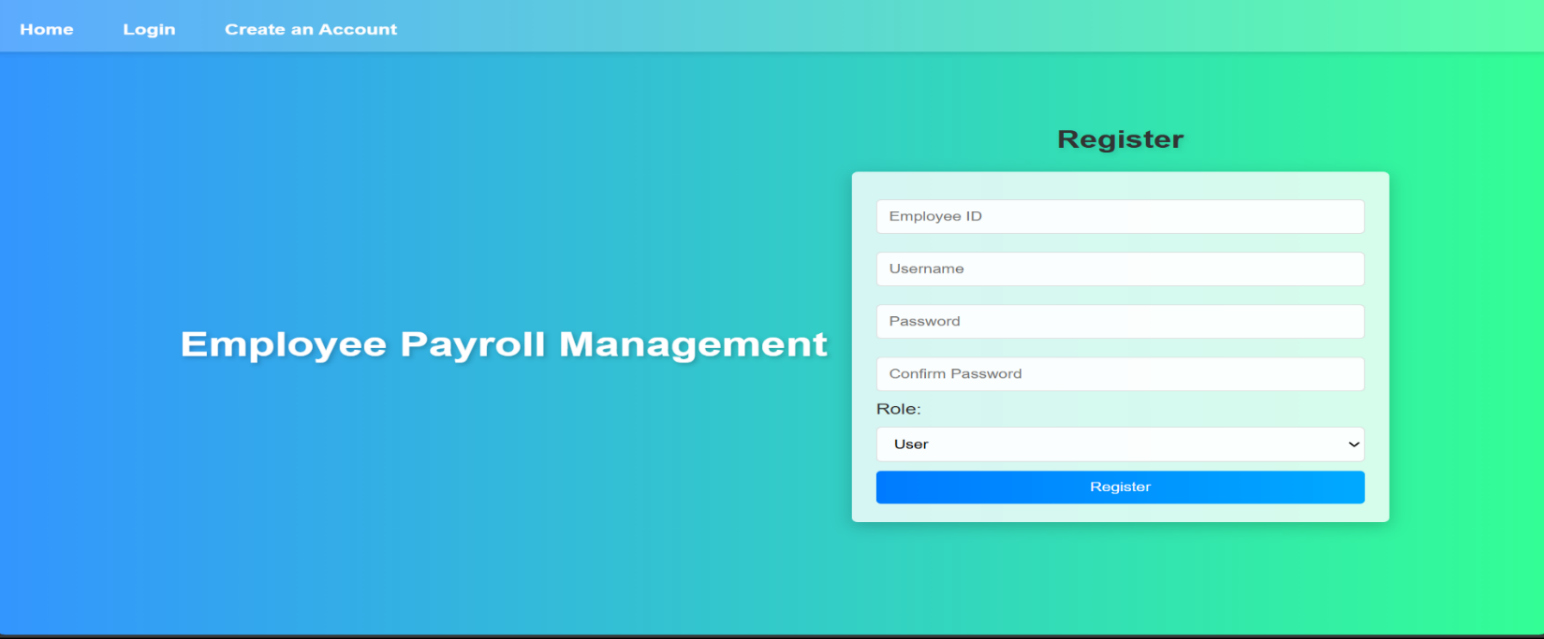 Home Login Create an Account
Employee Payroll Management
Register
Employee ID
Username
Password
Confirm Password
Role:
User
Register